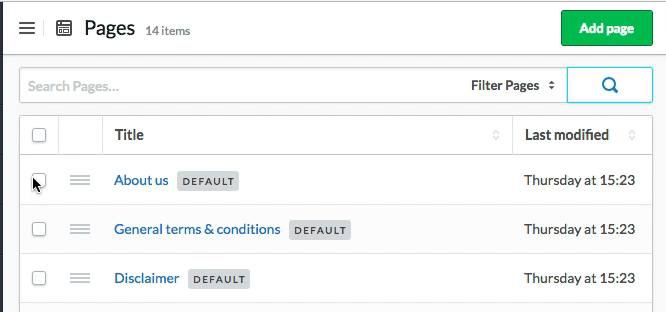 Pages 14 items Add page
Search Pages... Filter Pages
Title Last modified
About us DEFAULT Thursday at 15:23
General terms & conditions DEFAULT Thursday at 15:23
Disclaimer DEFAULT Thursday at 15:23